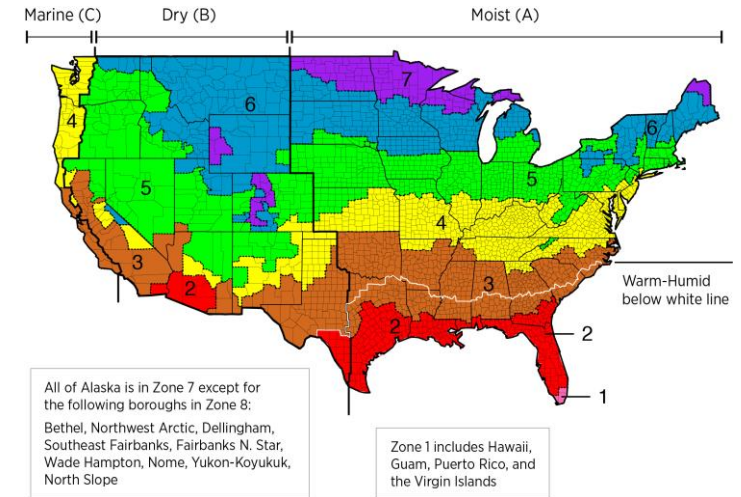 Marine (C)
Dry (B)
Moist (A)
7
6
4
6
5
5
4
3
3
2
2
Warm-Humid
below white line
2
1
All of Alaska is in Zone 7 except for
the following boroughs in Zone 8:
Bethel, Northwest Arctic, Dellingham,
Southeast Fairbanks, Fairbanks N. Star,
Wade Hampton, Nome, Yukon-Koyukuk,
North Slope
Zone 1 includes Hawaii,
Guam, Puerto Rico, and
the Virgin Islands